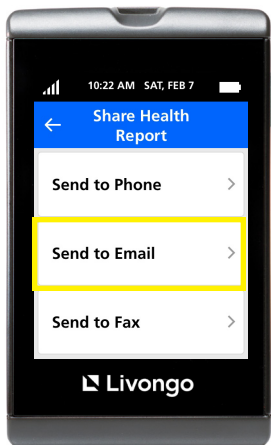 10:22 AM SAT, FEB 7
Share Health
Report
Send to Phone
Send to Email
Send to Fax
Livongo